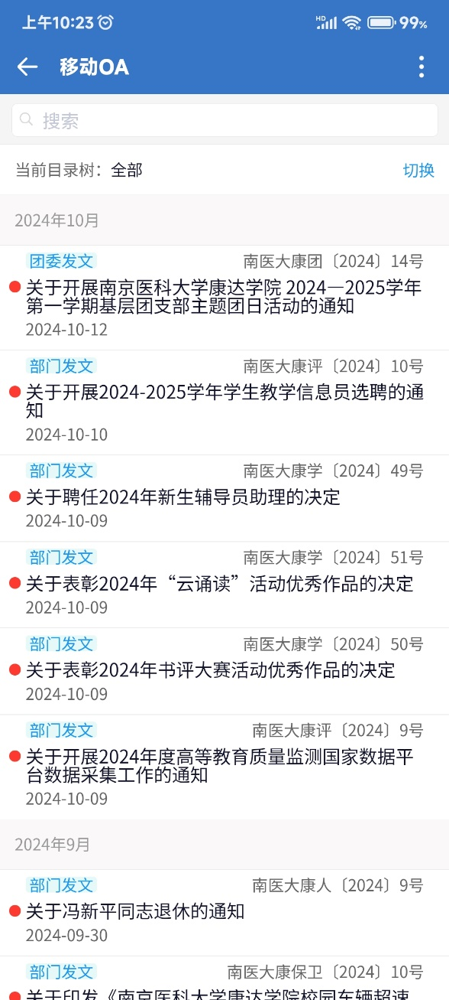 上午10:23
HD
99%
移动OA
搜索
当前目录树：全部
切换
2024年10月
团委发文
南医大康团〔2024〕14号
关于开展南京医科大学康达学院 2024—2025学年
第一学期基层团支部主题团日活动的通知
2024-10-12
部门发文
南医大康评〔2024〕10号
关于开展2024-2025学年学生教学信息员选聘的通
知
2024-10-10
部门发文
南医大康学〔2024〕49号
关于聘任2024年新生辅导员助理的决定
2024-10-09
部门发文
南医大康学〔2024〕51号
关于表彰2024年“云诵读”活动优秀作品的决定
2024-10-09
部门发文
南医大康学〔2024〕50号
关于表彰2024年书评大赛活动优秀作品的决定
2024-10-09
部门发文
南医大康评〔2024〕9号
关于开展2024年度高等教育质量监测国家数据平
台数据采集工作的通知
2024-10-09
2024年9月
部门发文
南医大康人〔2024〕9号
关于冯新平同志退休的通知
2024-09-30
部门发文
南医大康保卫〔2024〕10号
关于印发《南京医科大学康达学院校园车辆超速